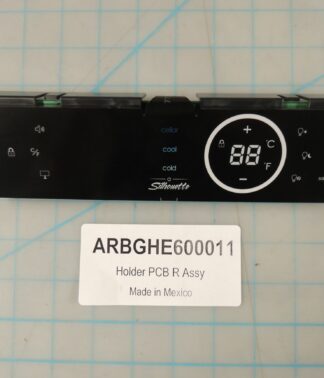 cellar
+
cool
°C
C/F
88
cold
°F
−
Silhouette
ARBGHE600011
Holder PCB R Assy
Made in Mexico